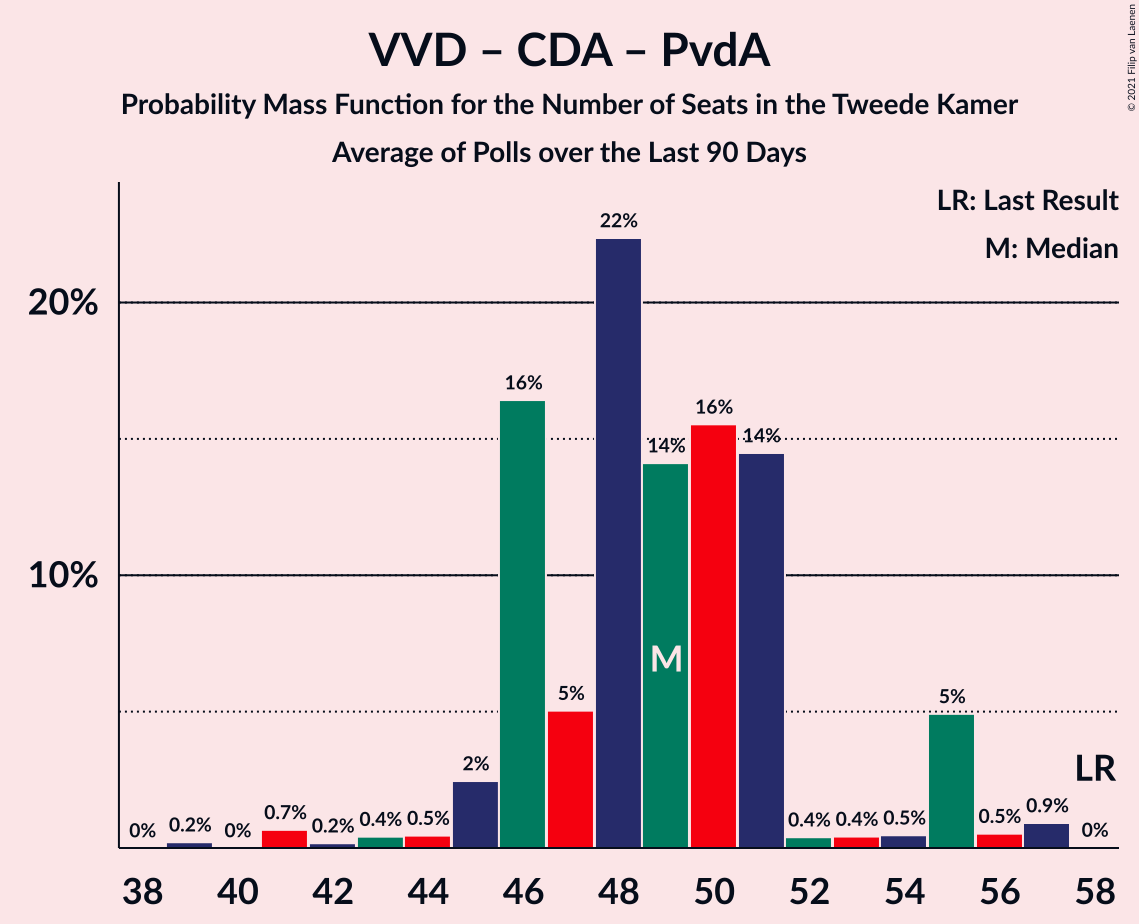 © 2021 Filip van Laenen
VVD – CDA – PvdA
Probability Mass Function for the Number of Seats in the Tweede Kamer
Average of Polls over the Last 90 Days
LR: Last Result
M: Median
20%
10%
0% 0.2% 0% 0.7% 0.2% 0.4% 0.5% 2% 16% 5% 22% 14% 16% 14% 0.4% 0.4% 0.5% 5% 0.5% 0.9% 0%
M
LR
38 40 42 44 46 48 50 52 54 56 58